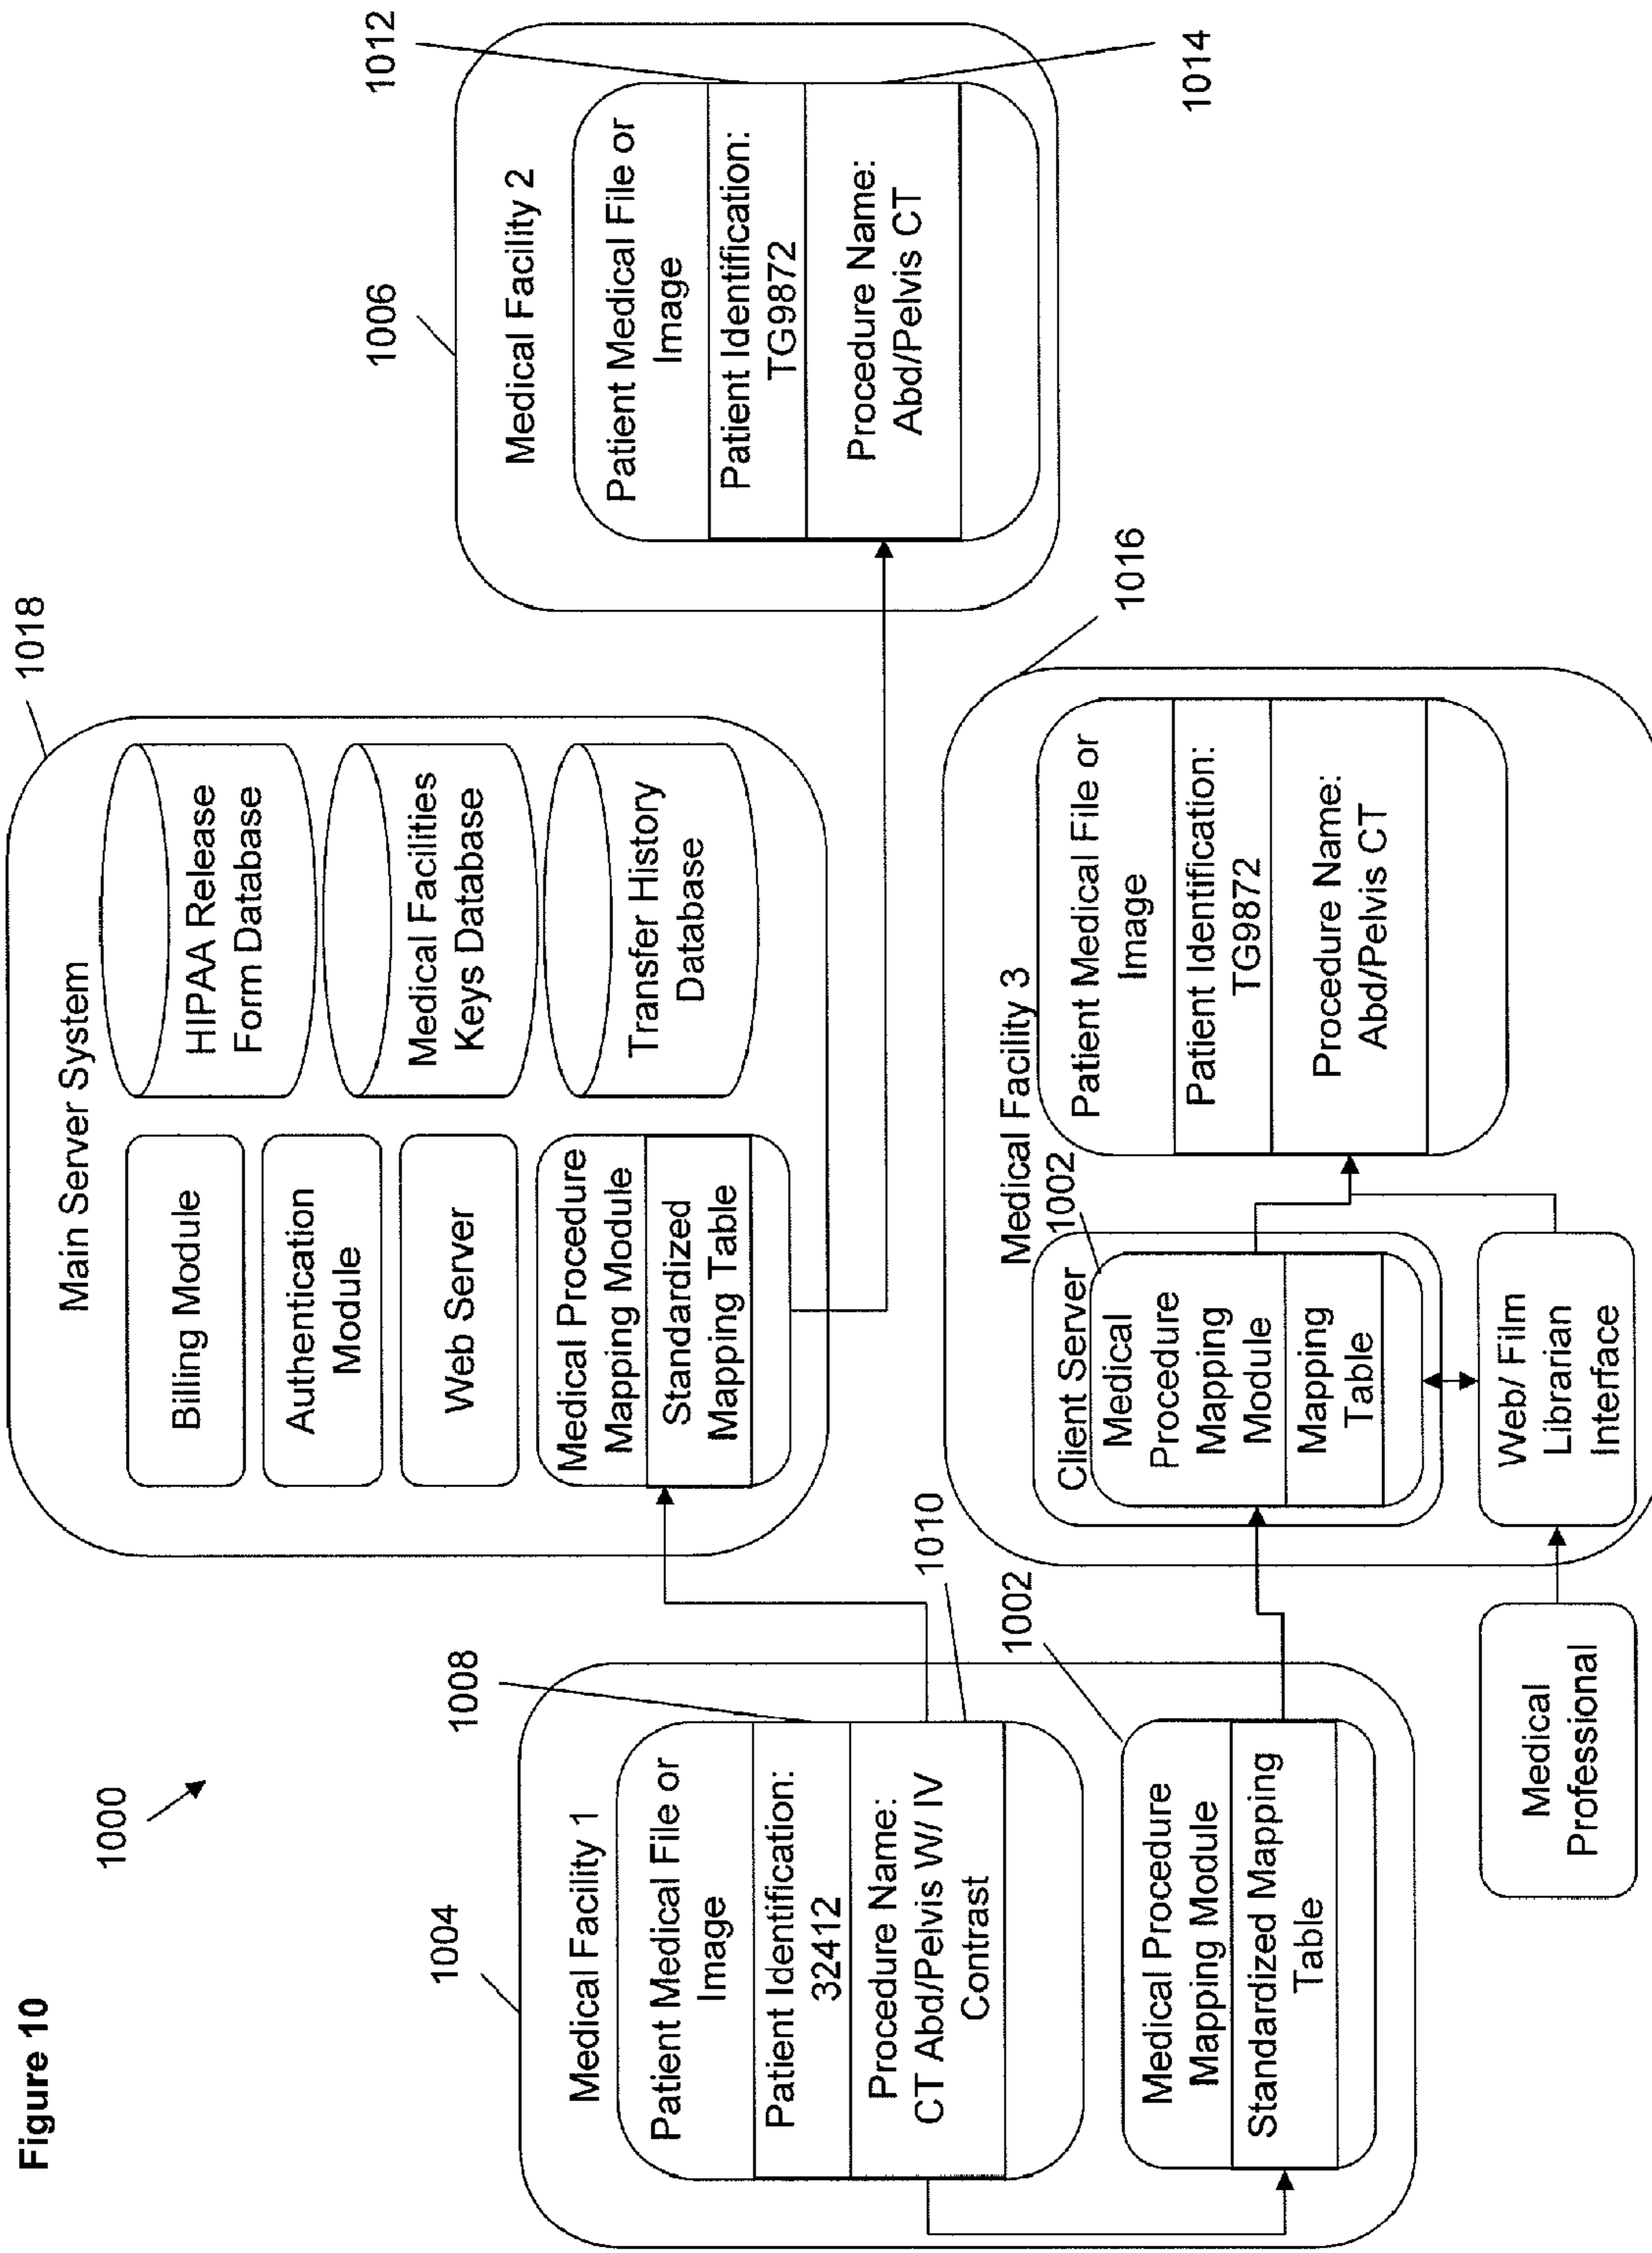 Figure 10
1000
1004
Medical Facility 1
Patient Medical File or
Image
Patient Identification:
32412
Procedure Name:
CT Abd/Pelvis W/ IV
Contrast
1008
1010
1002
Medical Procedure
Mapping Module
Standardized Mapping
Table
Main Server System
1018
Billing Module
Authentication
Module
Web Server
Medical Procedure
Mapping Module
Standardized
Mapping Table
HIPAA Release
Form Database
Medical Facilities
Keys Database
Transfer History
Database
1006
Medical Facility 2
Patient Medical File or
Image
Patient Identification:
TG9872
Procedure Name:
Abd/Pelvis CT
1012
1014
Medical Facility 3
1016
Client Server
1002
Medical
Procedure
Mapping
Module
Mapping
Table
Web/ Film
Librarian
Interface
Medical
Professional
Patient Medical File or
Image
Patient Identification:
TG9872
Procedure Name:
Abd/Pelvis CT